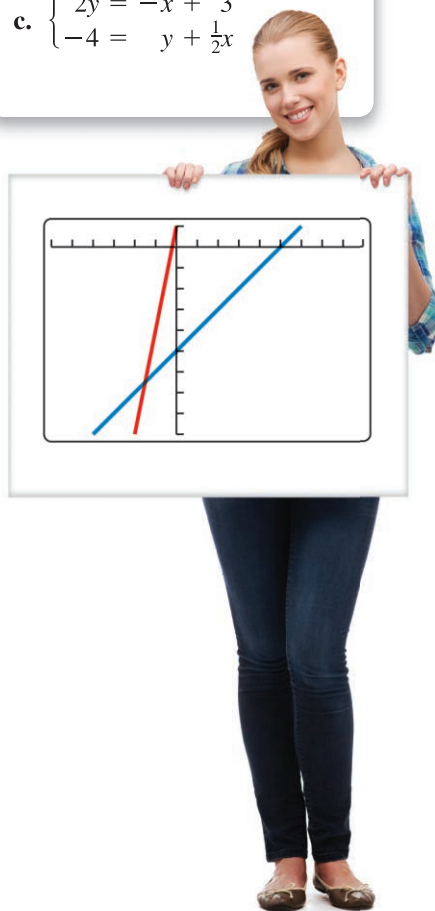 c. { 2y = −x + 3
−4 = y + ½x